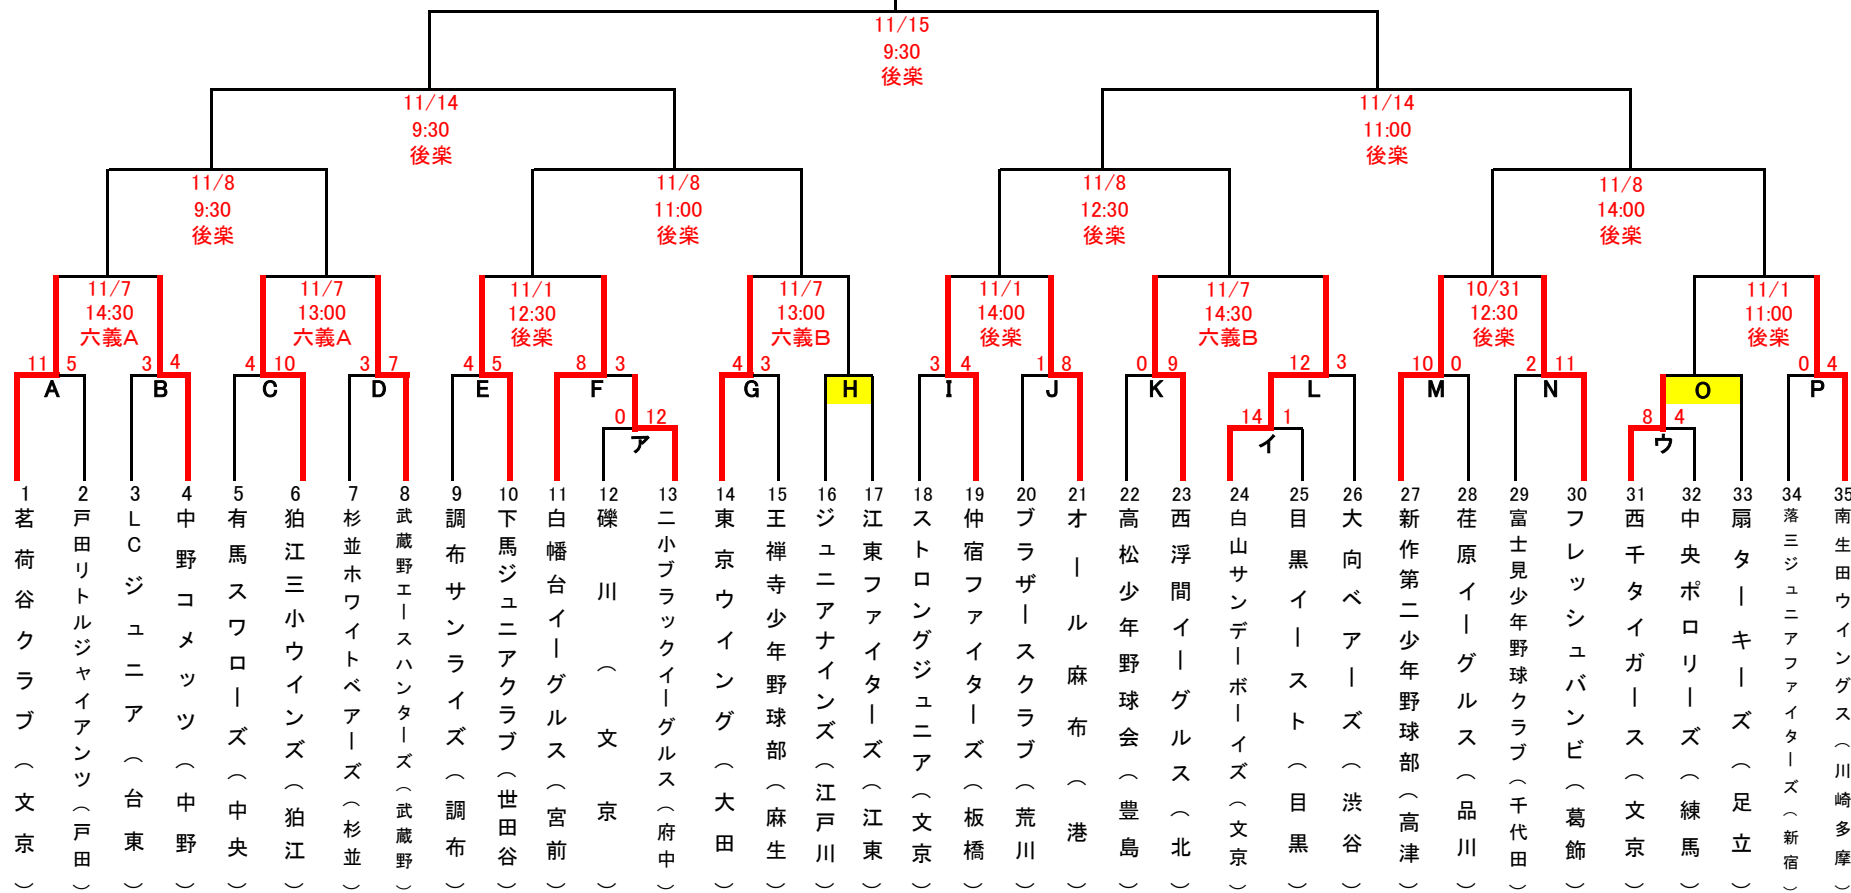 11/15
9:30
後楽
11/14
9:30
後楽
11/14
11:00
後楽
11/8
9:30
後楽
11/8
11:00
後楽
11/8
12:30
後楽
11/8
14:00
後楽
11/7
14:30
六義A
11/7
13:00
六義A
11/1
12:30
後楽
11/7
13:00
六義B
11/1
14:00
後楽
11/7
14:30
六義B
10/31
12:30
後楽
11/1
11:00
後楽
11 5
3 4
4 10
3 7
4 5
8 3
4 3
3 4
1 8
0 9
12 3
10 0
2 11
0 4
A
B
C
D
E
F
G
H
I
J
K
L
M
N
O
P
0 12
ア
14 1
イ
8 4
ウ
1 茗荷谷クラブ（文京）
2 戸田リトルジャイアンツ（戸田）
3 LCジュニア（台東）
4 中野コメッツ（中野）
5 有馬スワローズ（中央）
6 狛江三小ウインズ（狛江）
7 杉並ホワイトベアーズ（杉並）
8 武蔵野エースハンターズ（武蔵野）
9 調布サンライズ（調布）
10 下馬ジュニアクラブ（世田谷）
11 白幡台イーグルス（宮前）
12 礫川（文京）
13 二小ブラックイーグルス（府中）
14 東京ウイング（大田）
15 王禅寺少年野球部（麻生）
16 ジュニアナインズ（江戸川）
17 江東ファイターズ（江東）
18 ストロングジュニア（文京）
19 仲宿ファイターズ（板橋）
20 ブラザースクラブ（荒川）
21 オール麻布（港）
22 高松少年野球会（豊島）
23 西浮間イーグルス（北）
24 白山サンデーボーイズ（文京）
25 目黒イースト（目黒）
26 大向ベアーズ（渋谷）
27 新作第二少年野球部（高津）
28 荏原イーグルス（品川）
29 富士見少年野球クラブ（千代田）
30 フレッシュバンビ（葛飾）
31 西千タイガース（文京）
32 中央ポロリーズ（練馬）
33 扇ターキーズ（足立）
34 落三ジュニアファイターズ（新宿）
35 南生田ウイングス（川崎多摩）